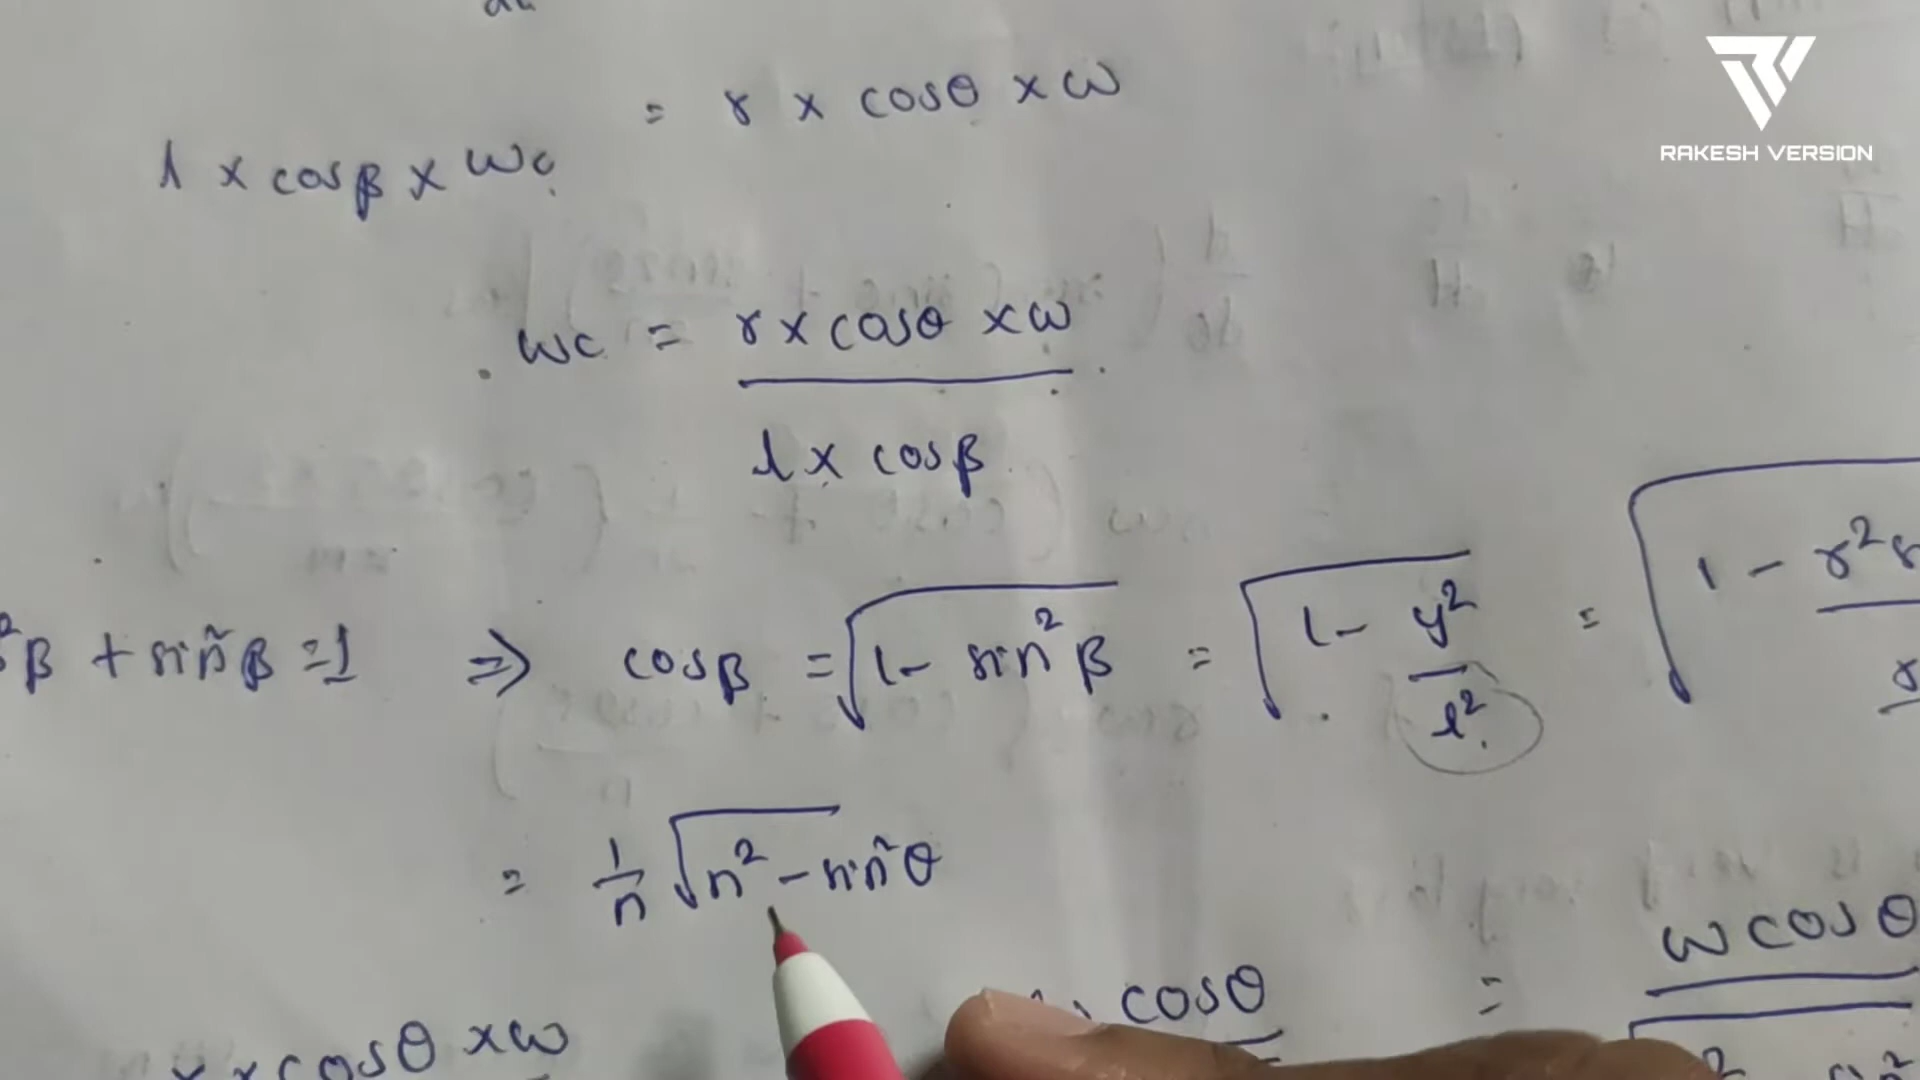 RAKESH VERSION
= r × cosθ × ω
l × cosβ × ωc
ωc = r × cosθ × ω
l × cosβ
β + sin²β = 1 ⇒ cosβ = √1 - sin²β = √1 - y²/l² = √1 - r²s
= 1/n √n² - sin²θ
cosθ = ω cosθ
× cosθ × ω